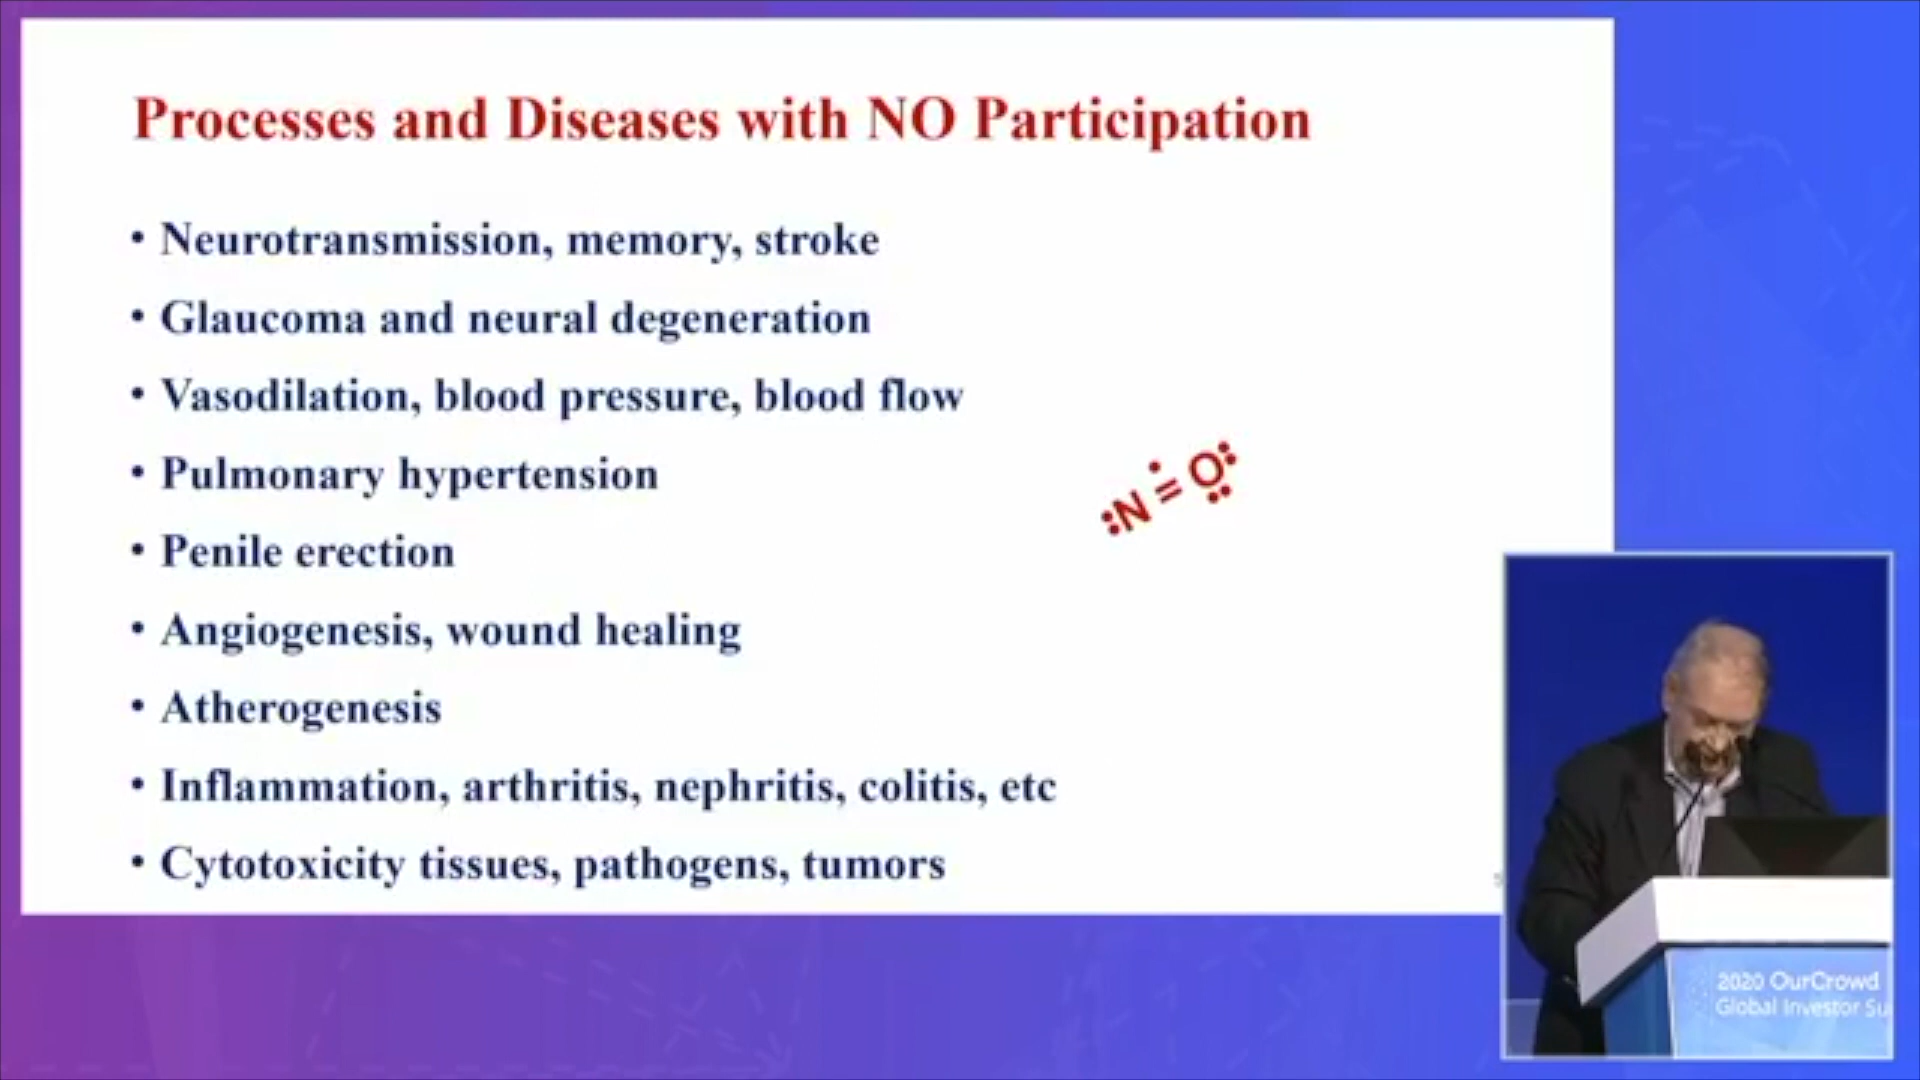 Processes and Diseases with NO Participation
• Neurotransmission, memory, stroke
• Glaucoma and neural degeneration
• Vasodilation, blood pressure, blood flow
• Pulmonary hypertension
• Penile erection
• Angiogenesis, wound healing
• Atherogenesis
• Inflammation, arthritis, nephritis, colitis, etc
• Cytotoxicity tissues, pathogens, tumors
:N = O:
2020 OurCrowd
Global Investor Su